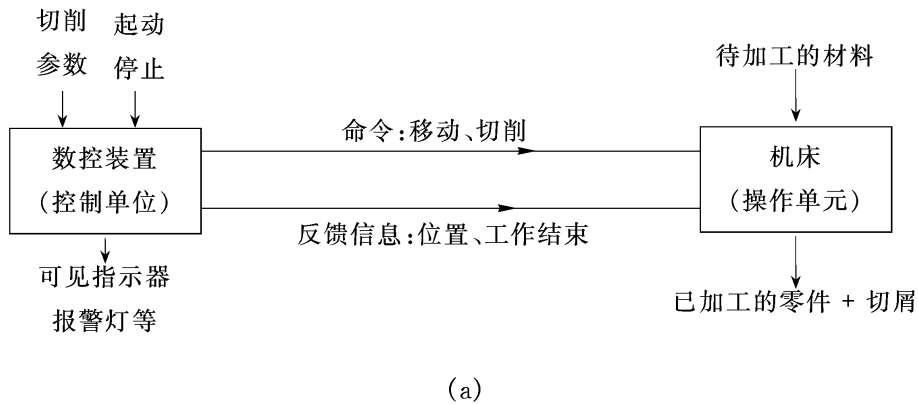 切削
参数
起动
停止
待加工的材料
命令:移动、切削
数控装置
(控制单位)
机床
(操作单元)
反馈信息:位置、工作结束
可见指示器
报警灯等
已加工的零件 + 切屑
(a)